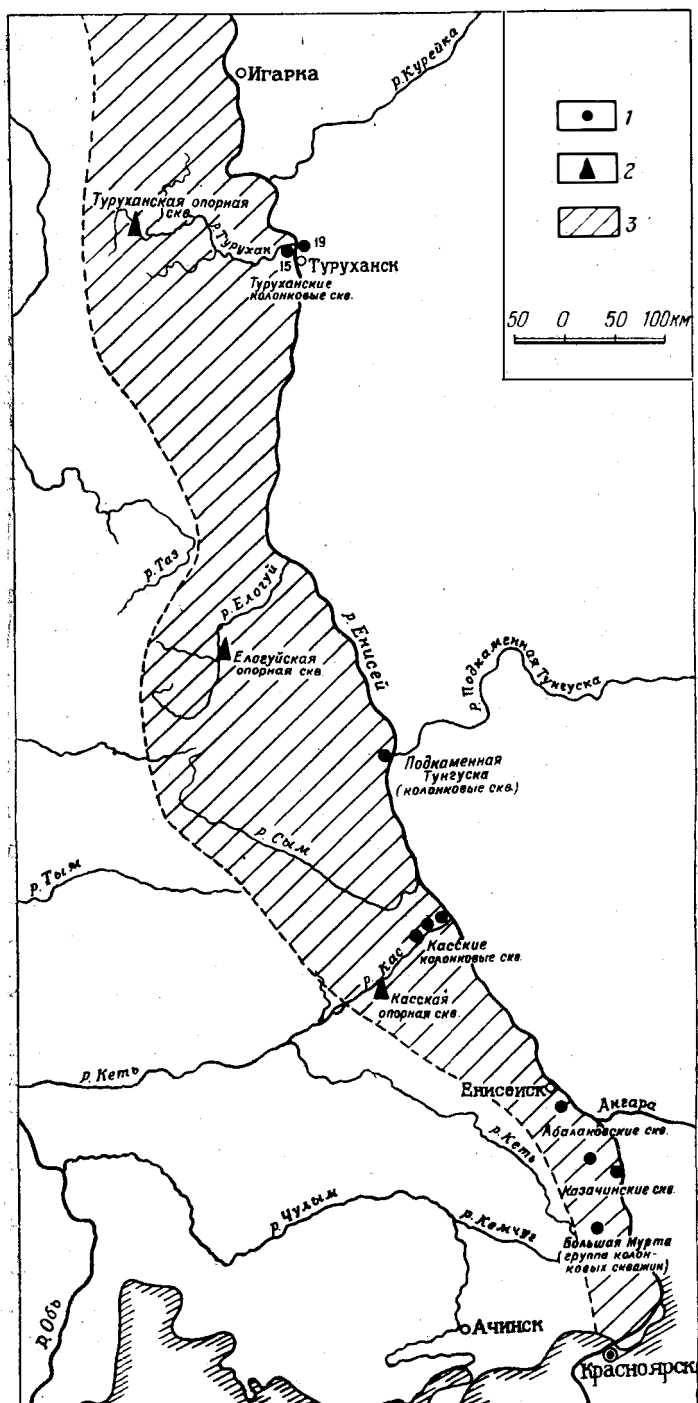 Игарка
р. Курейка
1
2
3
50 0 50 100км
Туруханская опорная
скв.
р. Турухан
19
15
Туруханск
Туруханские
колонковые скв.
р. Таз
р. Елогуй
р. Енисей
Елогуйская
опорная скв.
р. Подкаменная Тунгуска
Подкаменная
Тунгуска
(колонковые скв.)
р. Сым
р. Тым
Касские
колонковые скв.
р. Кас
Касская
опорная скв.
р. Кеть
Енисейск
Ангара
Абалаковские скв.
р. Кеть
Казачинские скв.
р. Чулым
р. Кемчуг
Большая Мурта
(группа колон-
ковых скважин)
р. Обь
Ачинск
Красноярск